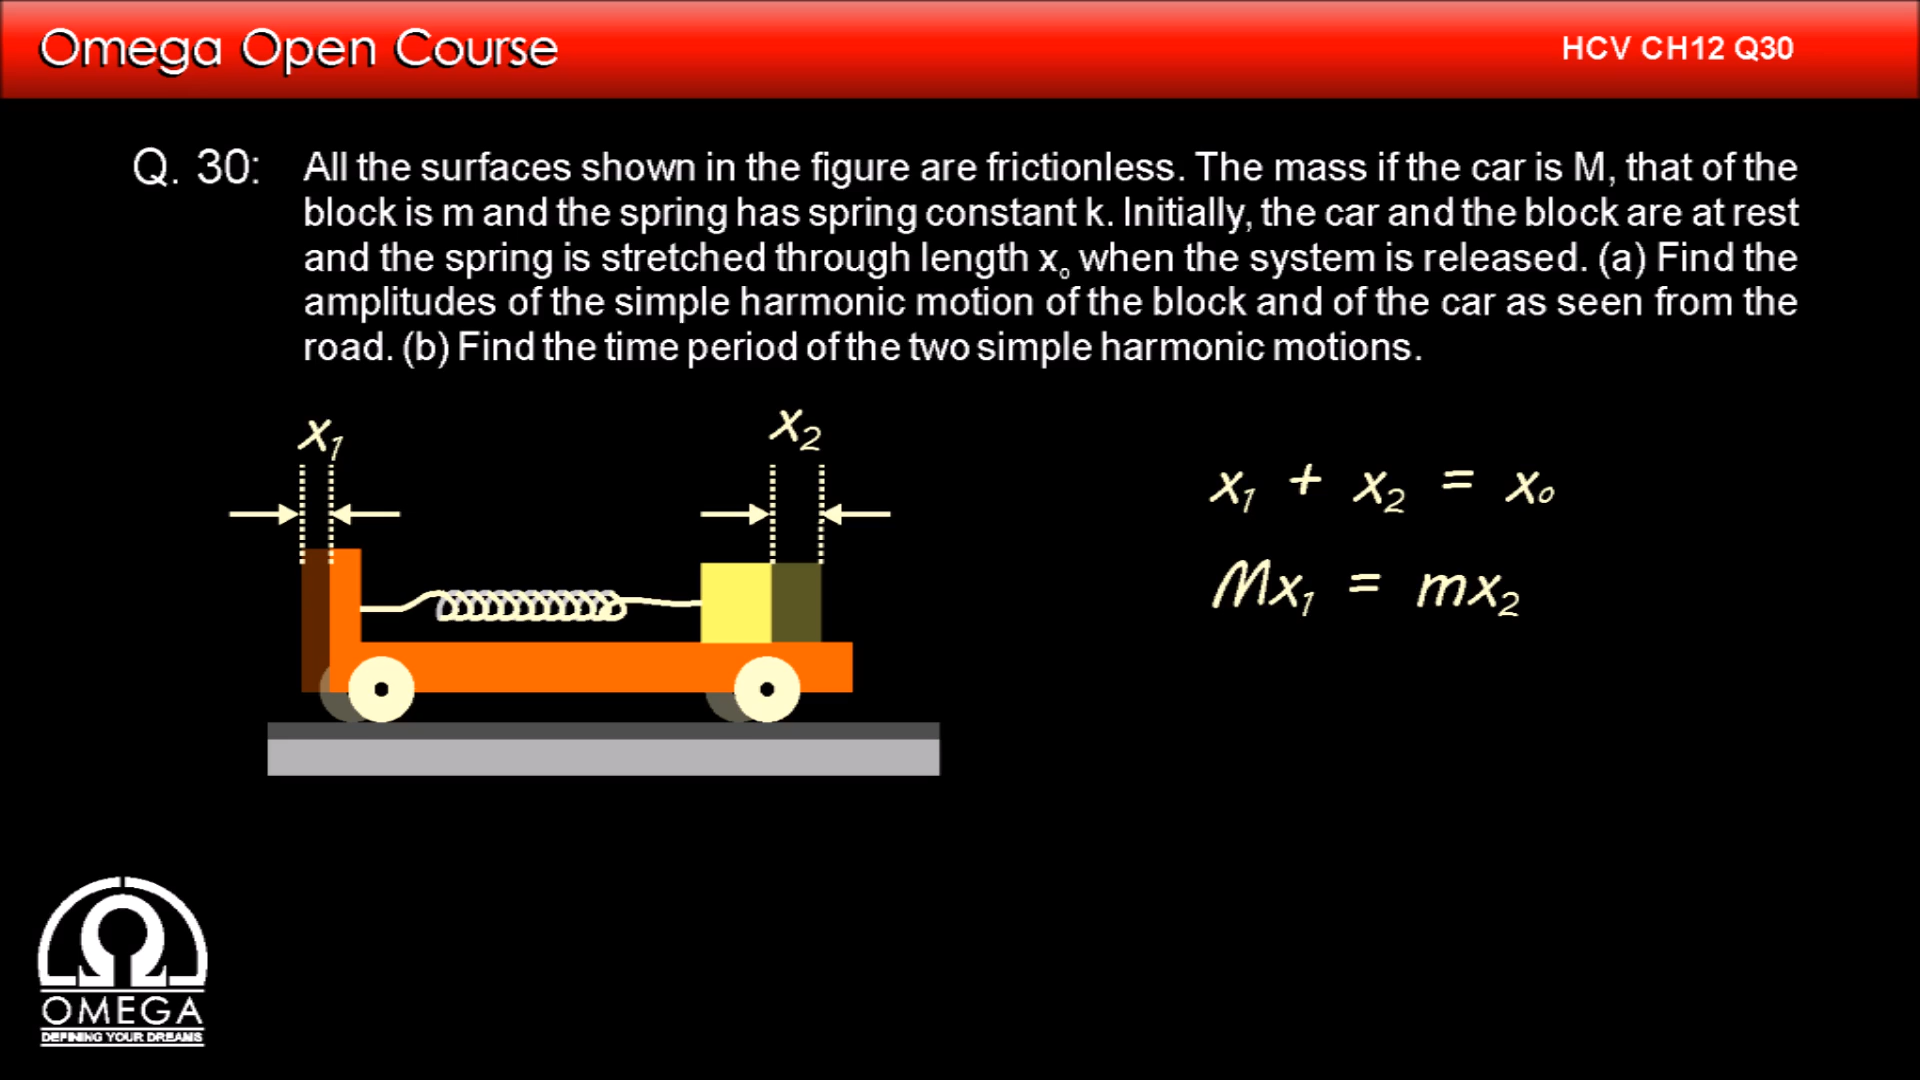 Omega Open Course
HCV CH12 Q30
Q. 30: All the surfaces shown in the figure are frictionless. The mass if the car is M, that of the
block is m and the spring has spring constant k. Initially, the car and the block are at rest
and the spring is stretched through length x₀ when the system is released. (a) Find the
amplitudes of the simple harmonic motion of the block and of the car as seen from the
road. (b) Find the time period of the two simple harmonic motions.
x₁
x₂
x₁ + x₂ = x₀
Mx₁ = mx₂
OMEGA
DEFINING YOUR DREAMS